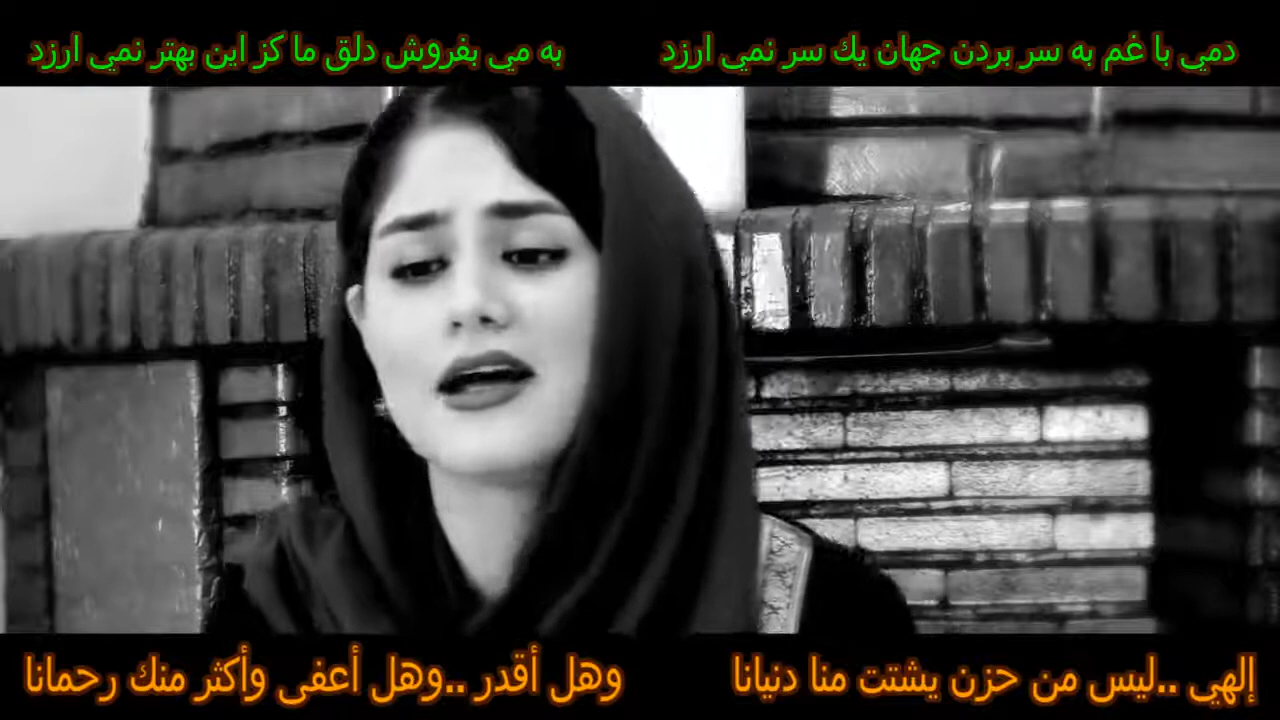 دمي با غم به سر بردن جهان يك سر نمی ارزد به مي بفروش دلق ما كز اين بهتر نمي ارزد
إلهي ..ليس من حزن يشتت منا دنيانا وهل أقدر ..وهل أعفى وأكثر منك رحمانا